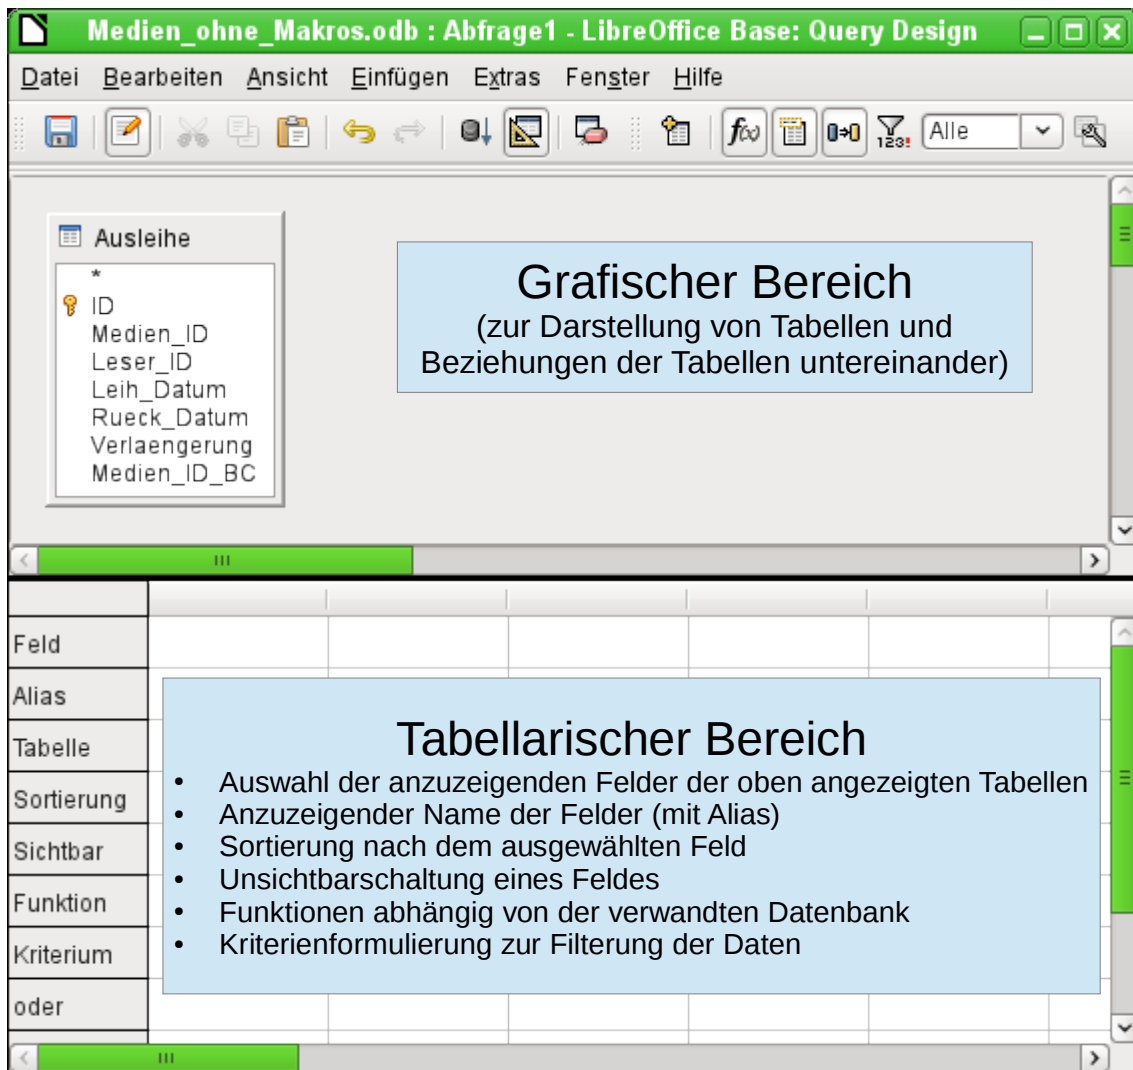 Medien_ohne_Makros.odb : Abfrage1 - LibreOffice Base: Query Design
Datei Bearbeiten Ansicht Einfügen Extras Fenster Hilfe
f(x) 123! Alle
Ausleihe
*
ID
Medien_ID
Leser_ID
Leih_Datum
Rueck_Datum
Verlaengerung
Medien_ID_BC
Grafischer Bereich
(zur Darstellung von Tabellen und
Beziehungen der Tabellen untereinander)
Feld
Alias
Tabelle
Sortierung
Sichtbar
Funktion
Kriterium
oder
Tabellarischer Bereich
• Auswahl der anzuzeigenden Felder der oben angezeigten Tabellen
• Anzuzeigender Name der Felder (mit Alias)
• Sortierung nach dem ausgewählten Feld
• Unsichtbarschaltung eines Feldes
• Funktionen abhängig von der verwandten Datenbank
• Kriterienformulierung zur Filterung der Daten